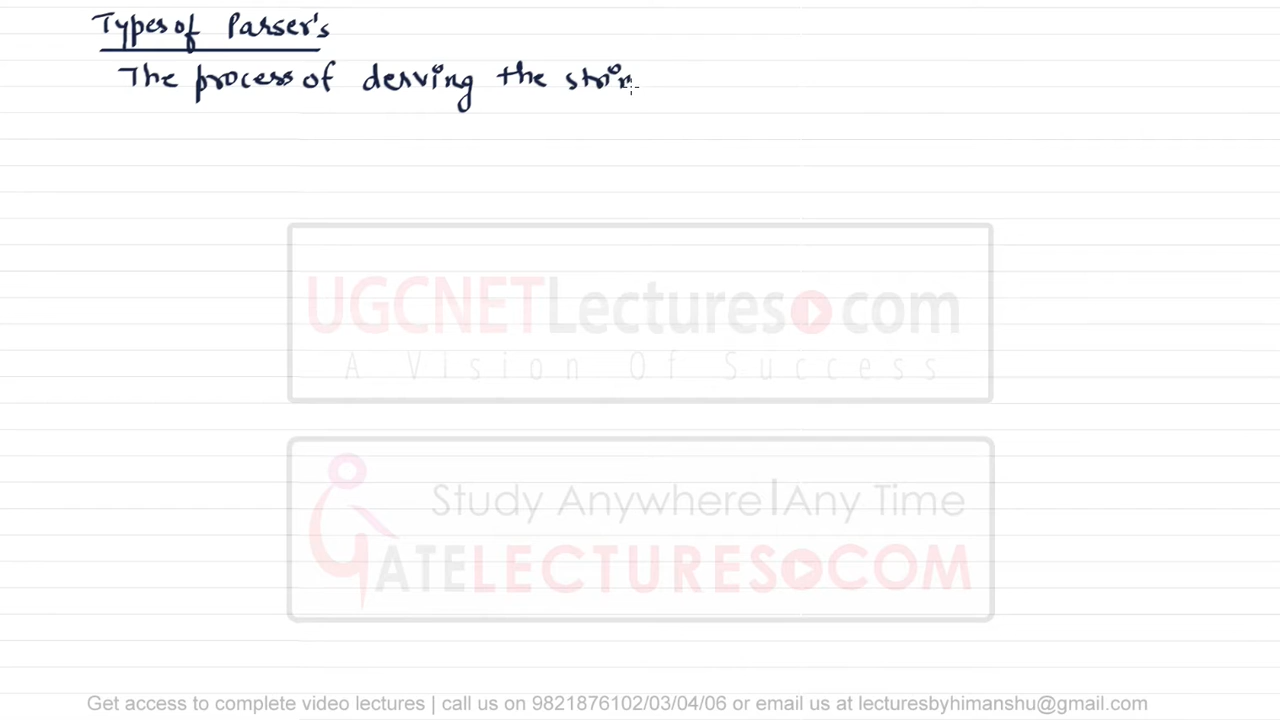 Types of Parser's
The process of derving the strin
UGCNETLectures.com
A Vision Of Success
Study Anywhere|Any Time
GATELECTURES.COM
Get access to complete video lectures | call us on 9821876102/03/04/06 or email us at lecturesbyhimanshu@gmail.com